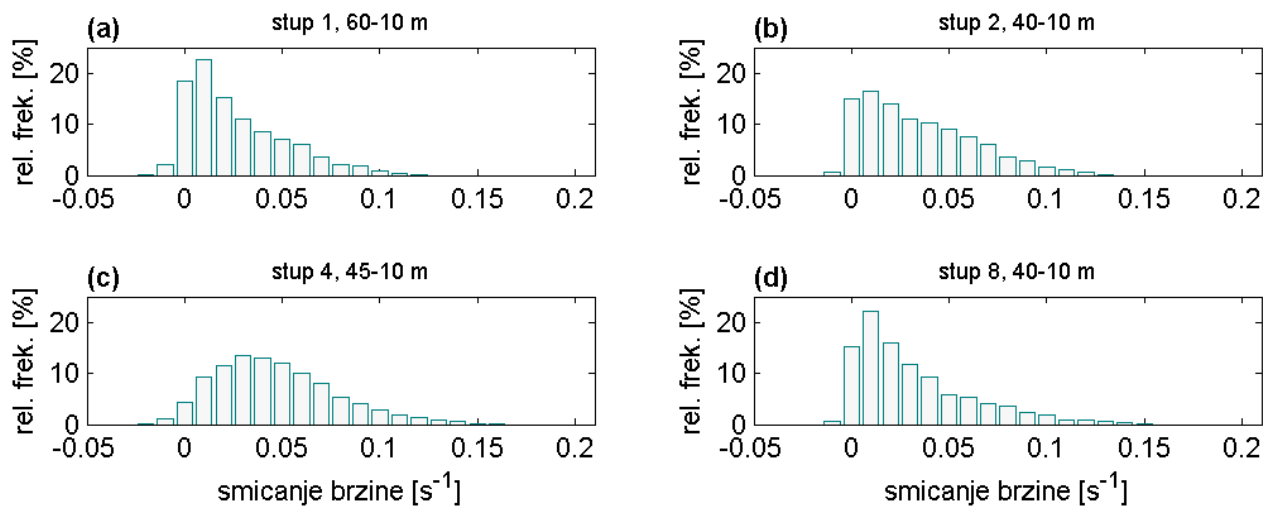 (a) stup 1, 60-10 m
rel. frek. [%]
20
10
0
-0.05 0 0.05 0.1 0.15 0.2
(b) stup 2, 40-10 m
rel. frek. [%]
20
10
0
-0.05 0 0.05 0.1 0.15 0.2
(c) stup 4, 45-10 m
rel. frek. [%]
20
10
0
-0.05 0 0.05 0.1 0.15 0.2
smicanje brzine [s⁻¹]
(d) stup 8, 40-10 m
rel. frek. [%]
20
10
0
-0.05 0 0.05 0.1 0.15 0.2
smicanje brzine [s⁻¹]